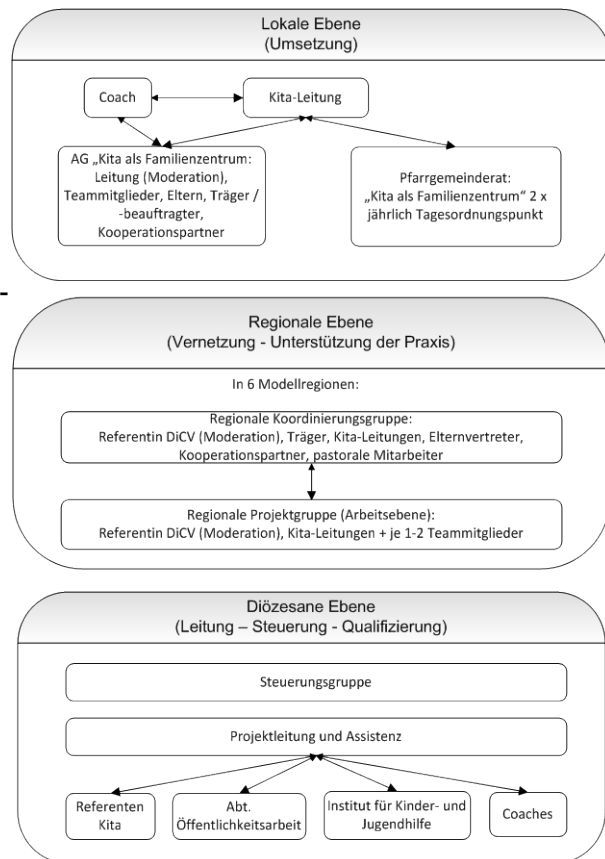 Lokale Ebene
(Umsetzung)
Coach
Kita-Leitung
AG „Kita als Familienzentrum:
Leitung (Moderation),
Teammitglieder, Eltern, Träger /
-beauftragter,
Kooperationspartner
Pfarrgemeinderat:
„Kita als Familienzentrum“ 2 x
jährlich Tagesordnungspunkt
-
Regionale Ebene
(Vernetzung - Unterstützung der Praxis)
In 6 Modellregionen:
Regionale Koordinierungsgruppe:
Referentin DiCV (Moderation), Träger, Kita-Leitungen, Elternvertreter,
Kooperationspartner, pastorale Mitarbeiter
Regionale Projektgruppe (Arbeitsebene):
Referentin DiCV (Moderation), Kita-Leitungen + je 1-2 Teammitglieder
Diözesane Ebene
(Leitung – Steuerung - Qualifizierung)
Steuerungsgruppe
Projektleitung und Assistenz
Referenten
Kita
Abt.
Öffentlichkeitsarbeit
Institut für Kinder- und
Jugendhilfe
Coaches